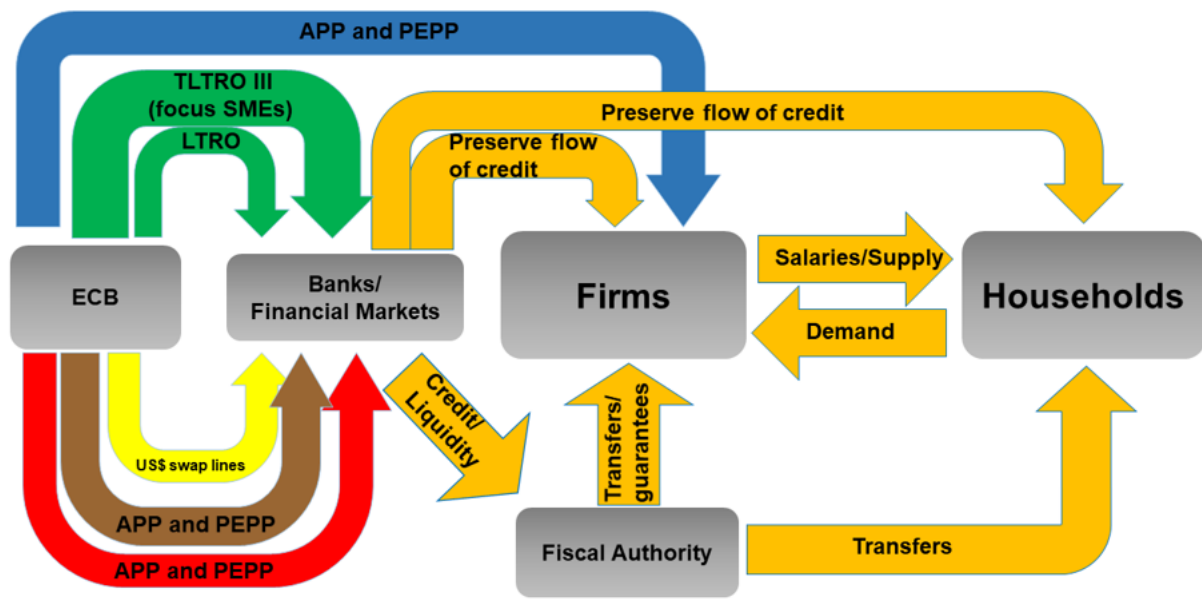 APP and PEPP
TLTRO III
(focus SMEs)
LTRO
Preserve flow of credit
Preserve flow
of credit
ECB
Banks/
Financial Markets
Firms
Salaries/Supply
Demand
Households
Credit/
Liquidity
Transfers/
guarantees
US$ swap lines
APP and PEPP
APP and PEPP
Fiscal Authority
Transfers